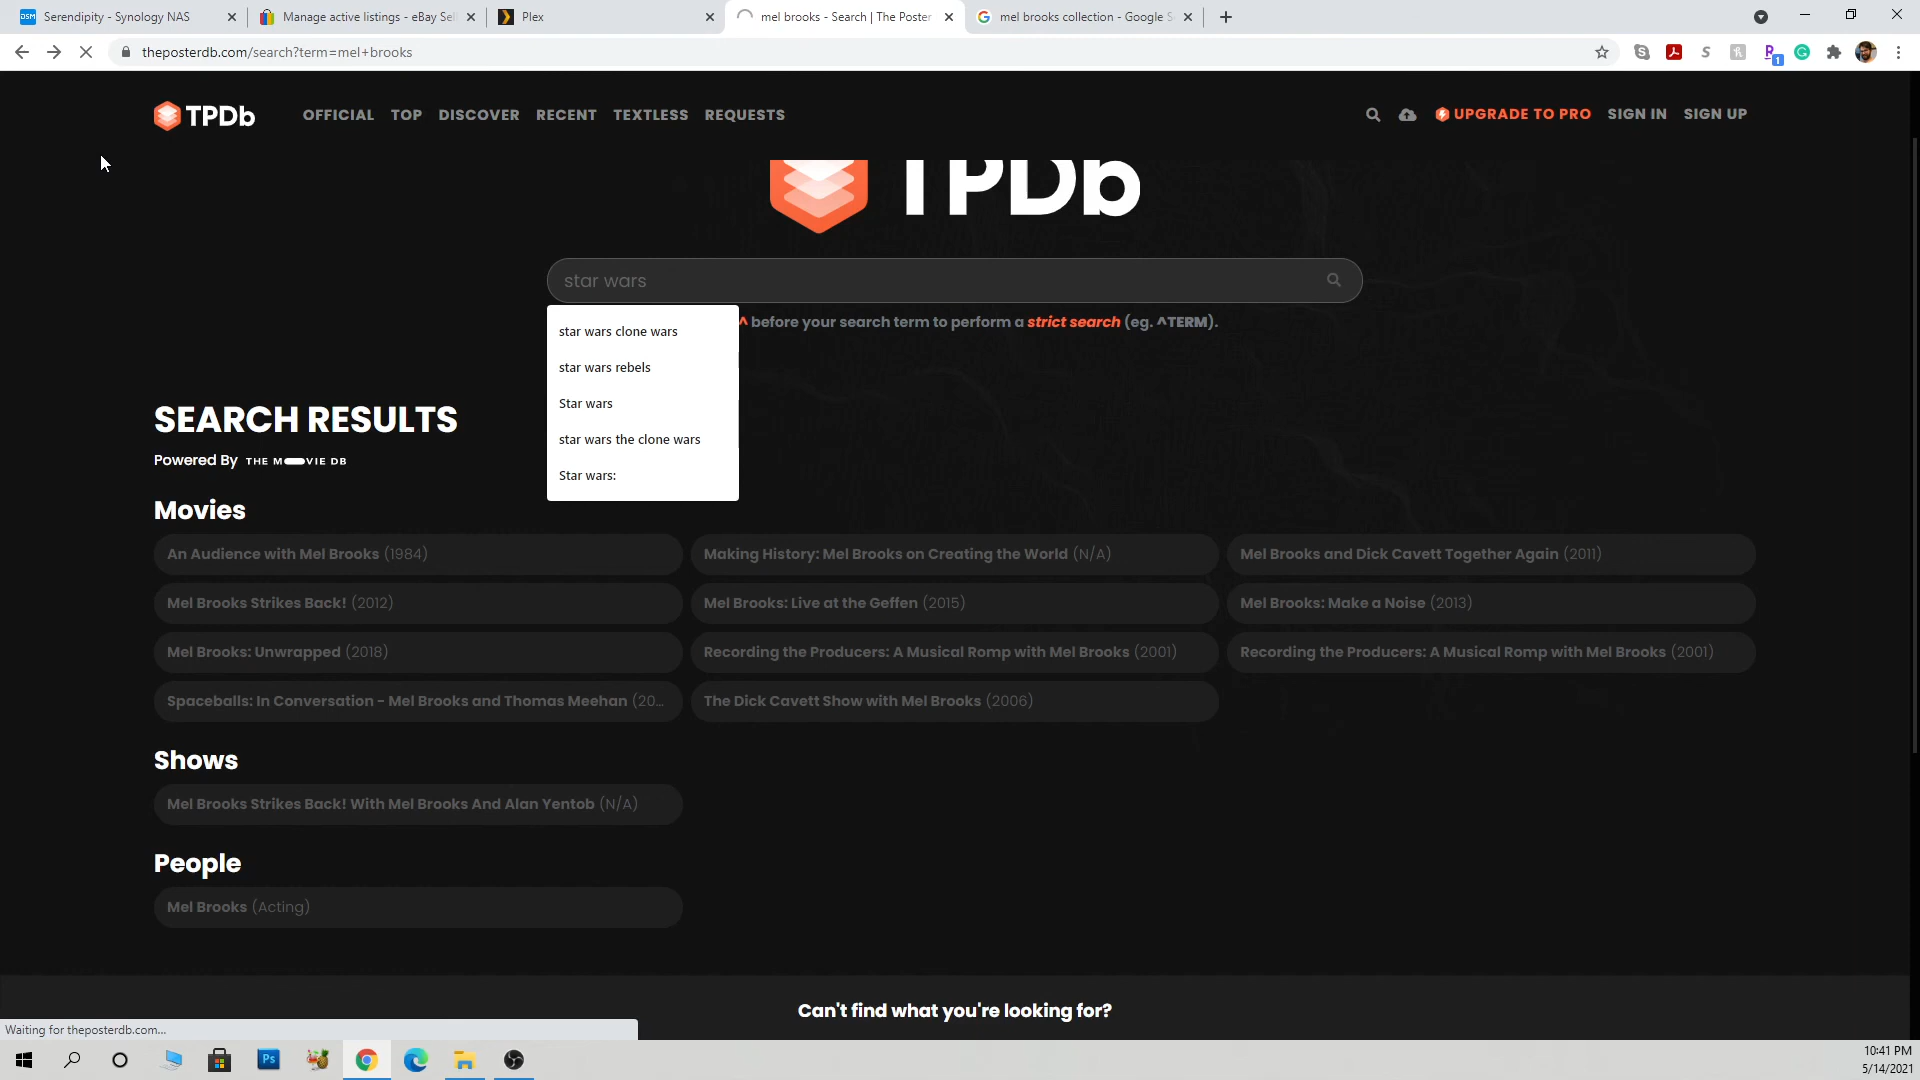 Serendipity - Synology NAS
Manage active listings - eBay Sell
Plex
mel brooks - Search | The Poster
mel brooks collection - Google S
theposterdb.com/search?term=mel+brooks
TPDb
OFFICIAL
TOP
DISCOVER
RECENT
TEXTLESS
REQUESTS
UPGRADE TO PRO
SIGN IN
SIGN UP
TPDb
star wars
^ before your search term to perform a strict search (eg. ^TERM).
star wars clone wars
star wars rebels
Star wars
star wars the clone wars
Star wars:
SEARCH RESULTS
Powered By THE MOVIE DB
Movies
An Audience with Mel Brooks (1984)
Making History: Mel Brooks on Creating the World (N/A)
Mel Brooks and Dick Cavett Together Again (2011)
Mel Brooks Strikes Back! (2012)
Mel Brooks: Live at the Geffen (2015)
Mel Brooks: Make a Noise (2013)
Mel Brooks: Unwrapped (2018)
Recording the Producers: A Musical Romp with Mel Brooks (2001)
Recording the Producers: A Musical Romp with Mel Brooks (2001)
Spaceballs: In Conversation - Mel Brooks and Thomas Meehan (20...
The Dick Cavett Show with Mel Brooks (2006)
Shows
Mel Brooks Strikes Back! With Mel Brooks And Alan Yentob (N/A)
People
Mel Brooks (Acting)
Can't find what you're looking for?
Waiting for theposterdb.com...
Ps
10:41 PM
5/14/2021